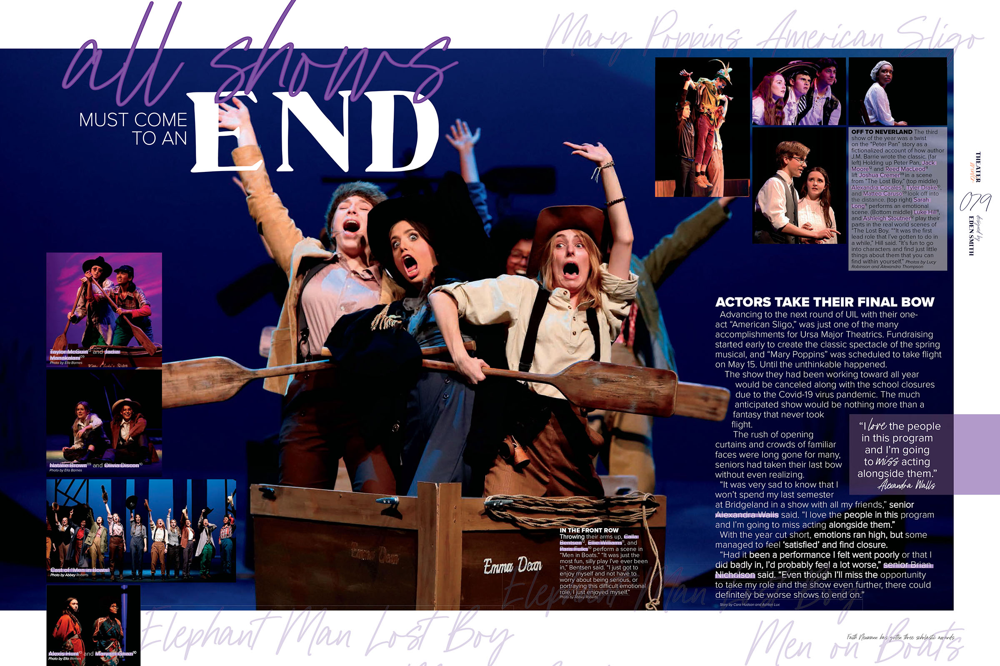 all shows
MUST COME
TO AN
END
Mary Poppins American Sligo
OFF TO NEVERLAND The third
show of the year was a twist
on the “Peter Pan” story as a
fictionalized account of how author
J.M. Barrie wrote the classic. (far
left) Holding up Peter Pan, Jack
Moore12 and Reed MacLeod11
lift Joshua Cremer09 in a scene
from “The Lost Boy.” (top middle)
Alexandra Cocales11, Tyler Drake10,
and Matteo Caruso09 look off into
the distance. (top right) Sarah
Long11 performs an emotional
scene. (Bottom middle) Luke Hill11,
and Ashleigh Stoutner12 play their
parts in the real world scenes of
“The Lost Boy. ““It was the first
lead role that I’ve gotten to do in
a while,” Hill said. “It’s fun to go
into characters and find just little
things about them that you can
find within yourself.” Photos by Lucy
Robinson and Alexandra Thompson
THEATER
winter
079
designed by
EDEN SMITH
Taylor McGuirt12 and Jadia
Manakalani09
Photo by Ella Barnes
Natalie Brown09 and Olivia Discon10
Photo by Ella Barnes
Cast of “Men in Boats”
Photo by Abbey Roberts
Alexis Hunt10 and Maryam Ghazi10
Photo by Ella Barnes
Emma Dean
IN THE FRONT ROW
Throwing their arms up, Calla
Bentsen12, Ellie Williams11, and
Paris Fulks10 perform a scene in
“Men in Boats.” “It was just the
most fun, silly play I’ve ever been
in,” Bentsen said. “I just got to
enjoy myself and not have to
worry about being serious, or
portraying this difficult emotional
role, I just enjoyed myself.”
Photo by Abbey Roberts
ACTORS TAKE THEIR FINAL BOW
Advancing to the next round of UIL with their one-
act “American Sligo,” was just one of the many
accomplishments for Ursa Major Theatrics. Fundraising
started early to create the classic spectacle of the spring
musical, and “Mary Poppins” was scheduled to take flight
on May 15. Until the unthinkable happened.
The show they had been working toward all year
would be canceled along with the school closures
due to the Covid-19 virus pandemic. The much
anticipated show would be nothing more than a
fantasy that never took
flight.
The rush of opening
curtains and crowds of familiar
faces were long gone for many,
seniors had taken their last bow
without even realizing.
“It was very sad to know that I
won’t spend my last semester
at Bridgeland in a show with all my friends,” senior
Alexandra Walls said. “I love the people in this program
and I’m going to miss acting alongside them.”
With the year cut short, emotions ran high, but some
managed to feel ‘satisfied’ and find closure.
“Had it been a performance I felt went poorly or that I
did badly in, I’d probably feel a lot worse,” senior Brian
Nicholson said. “Even though I’ll miss the opportunity
to take my role and the show even further, there could
definitely be worse shows to end on.”
Story by Cara Hudson and Ashton Lux
“I love the people
in this program
and I’m going
to miss acting
alongside them.”
Alexandra Walls
Elephant Man Lost Boy
Elephant Man Lost Boy
Men on Boats
Faith Neumann has gotten three scholastic awards.